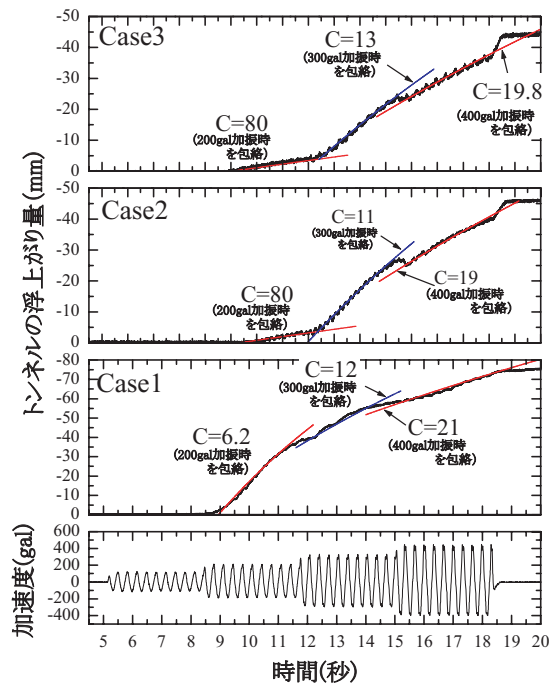 トンネルの浮上がり量(mm)
-50
-40
-30
-20
-10
0
Case3
C=13
(300gal加振時
を包絡)
C=19.8
(400gal加振時
を包絡)
C=80
(200gal加振時
を包絡)
-50
-40
-30
-20
-10
0
Case2
C=11
(300gal加振時
を包絡)
C=19
(400gal加振時
を包絡)
C=80
(200gal加振時
を包絡)
-80
-70
-60
-50
-40
-30
-20
-10
0
Case1
C=12
(300gal加振時
を包絡)
C=21
(400gal加振時
を包絡)
C=6.2
(200gal加振時
を包絡)
加速度(gal)
600
400
200
0
-200
-400
5 6 7 8 9 10 11 12 13 14 15 16 17 18 19 20
時間(秒)